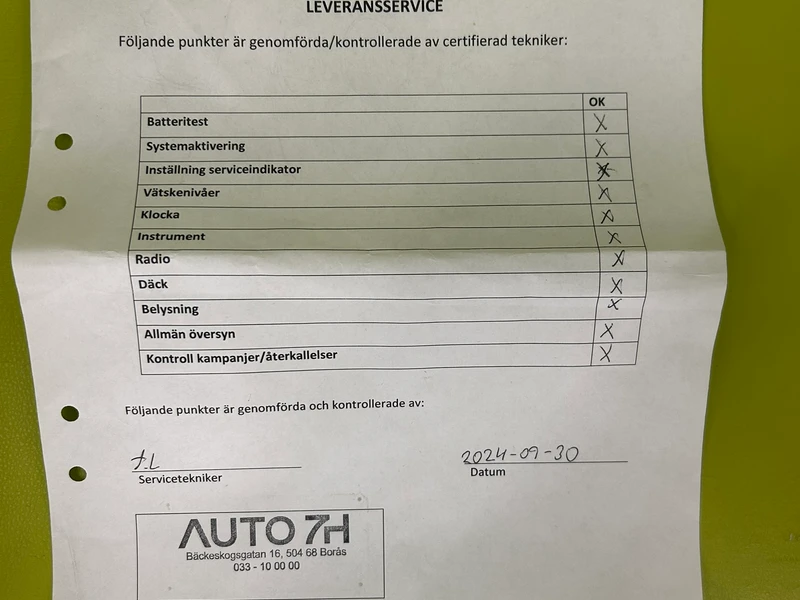 LEVERANSSERVICE
Följande punkter är genomförda/kontrollerade av certifierad tekniker:
OK
Batteritest X
Systemaktivering X
Inställning serviceindikator X
Vätskenivåer X
Klocka X
Instrument X
Radio X
Däck X
Belysning X
Allmän översyn X
Kontroll kampanjer/återkallelser X
Följande punkter är genomförda och kontrollerade av:
2024-09-30
Servicetekniker Datum
AUTO 7H
Bäckeskogsgatan 16, 504 68 Borås
033 - 10 00 00